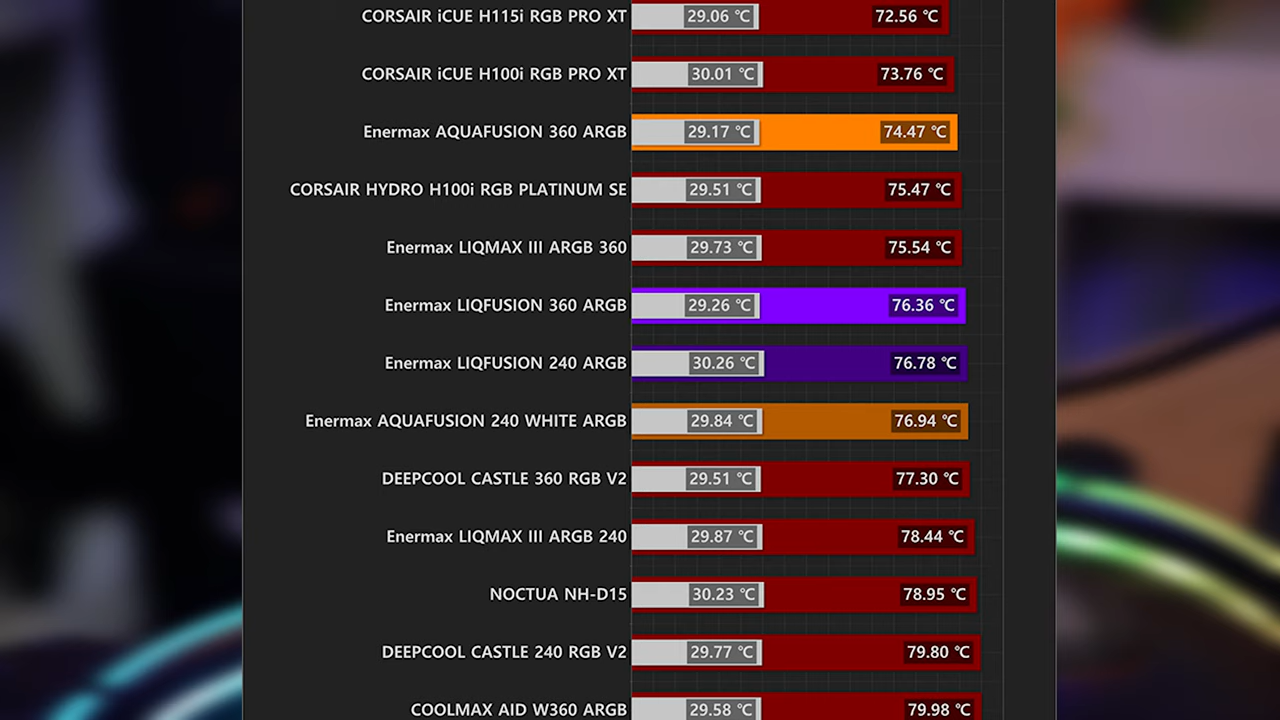 CORSAIR iCUE H115i RGB PRO XT 29.06 ℃ 72.56 ℃
CORSAIR iCUE H100i RGB PRO XT 30.01 ℃ 73.76 ℃
Enermax AQUAFUSION 360 ARGB 29.17 ℃ 74.47 ℃
CORSAIR HYDRO H100i RGB PLATINUM SE 29.51 ℃ 75.47 ℃
Enermax LIQMAX III ARGB 360 29.73 ℃ 75.54 ℃
Enermax LIQFUSION 360 ARGB 29.26 ℃ 76.36 ℃
Enermax LIQFUSION 240 ARGB 30.26 ℃ 76.78 ℃
Enermax AQUAFUSION 240 WHITE ARGB 29.84 ℃ 76.94 ℃
DEEPCOOL CASTLE 360 RGB V2 29.51 ℃ 77.30 ℃
Enermax LIQMAX III ARGB 240 29.87 ℃ 78.44 ℃
NOCTUA NH-D15 30.23 ℃ 78.95 ℃
DEEPCOOL CASTLE 240 RGB V2 29.77 ℃ 79.80 ℃
COOLMAX AID W360 ARGB 29.58 ℃ 79.98 ℃